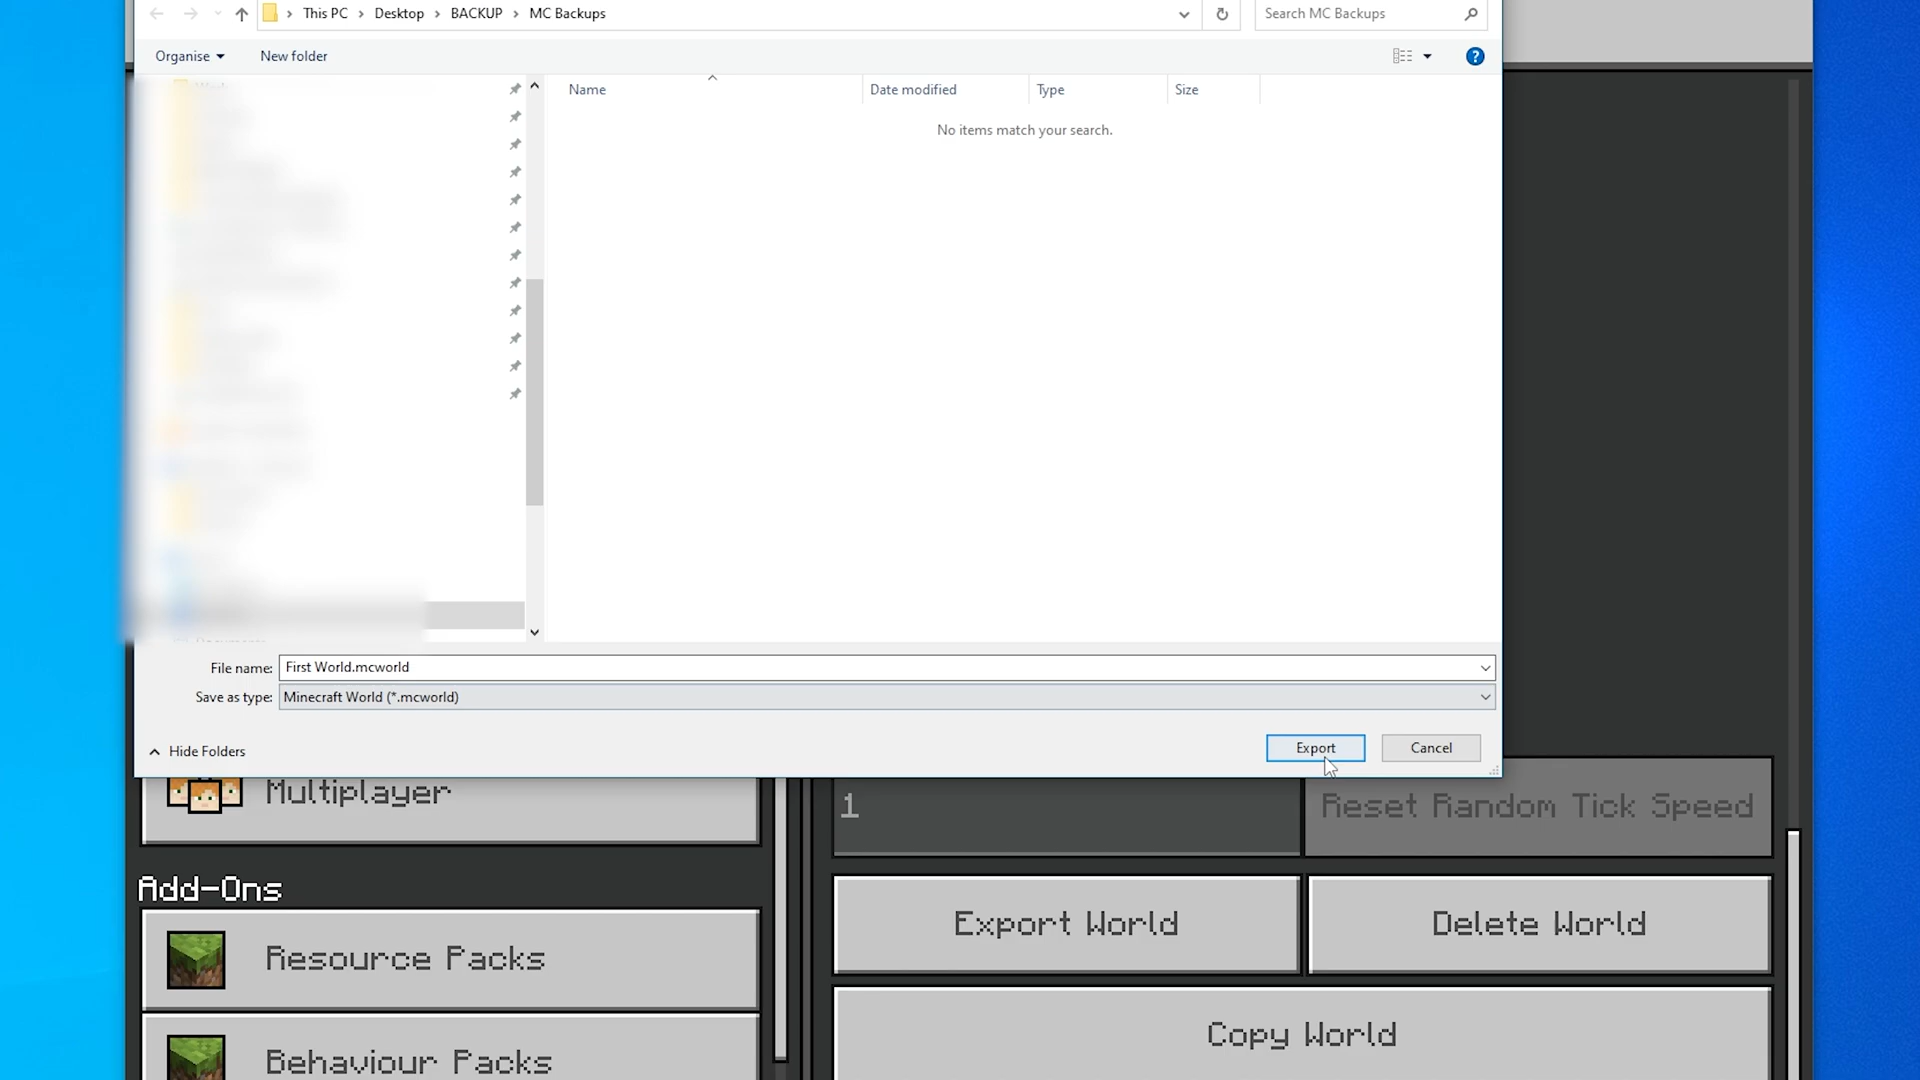 This PC > Desktop > BACKUP > MC Backups
Search MC Backups
Organise
New folder
?
Name
Date modified
Type
Size
No items match your search.
File name:
First World.mcworld
Save as type:
Minecraft World (*.mcworld)
Hide Folders
Export
Cancel
Multiplayer
1
Reset Random Tick Speed
Add-Ons
Export World
Delete World
Resource Packs
Copy World
Behaviour Packs